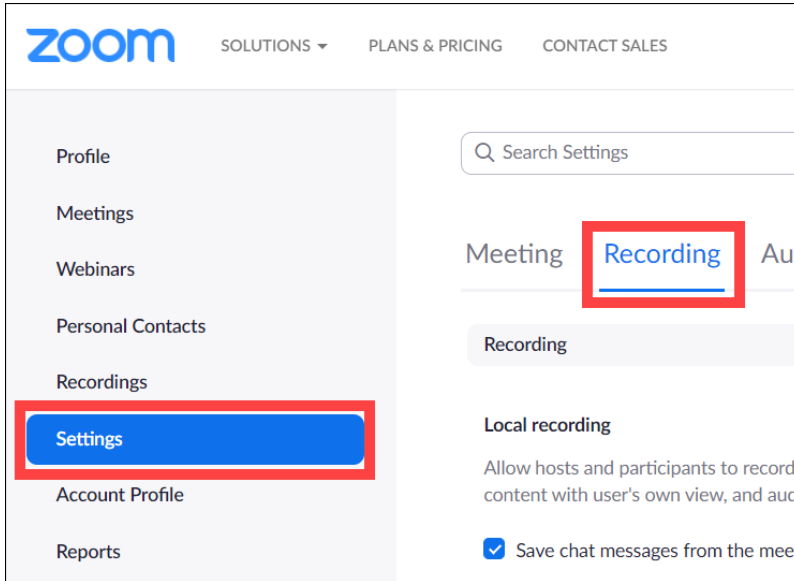 zoom SOLUTIONS PLANS & PRICING CONTACT SALES
Profile
Meetings
Webinars
Personal Contacts
Recordings
Settings
Account Profile
Reports
Search Settings
Meeting Recording Au
Recording
Local recording
Allow hosts and participants to record
content with user's own view, and aud
Save chat messages from the mee